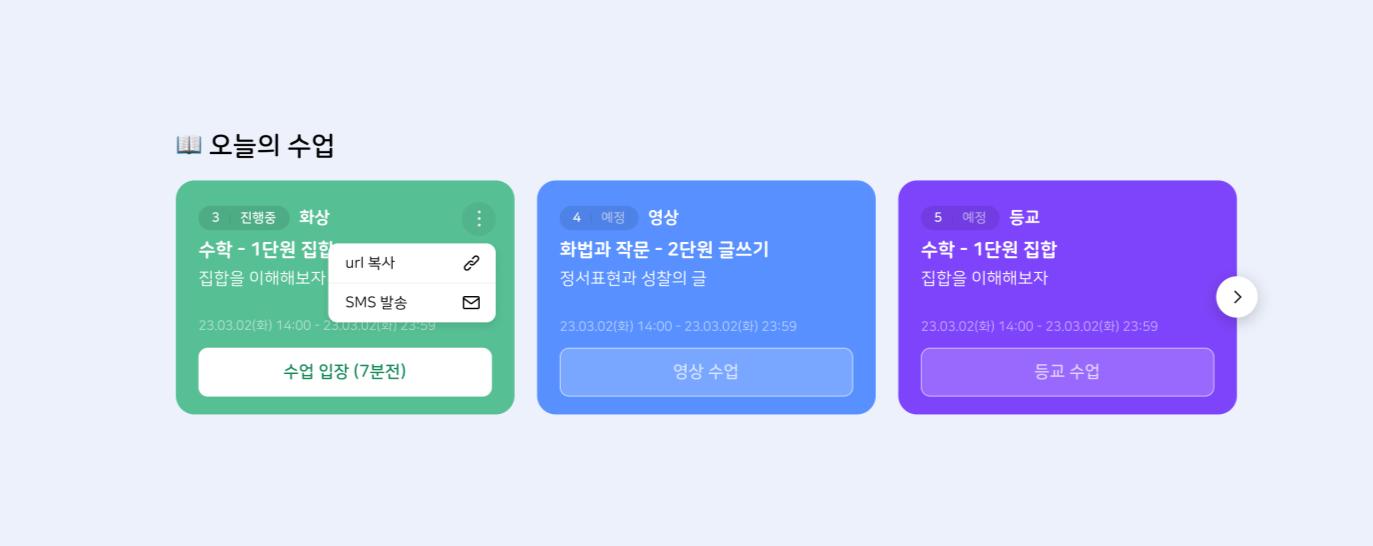 오늘의 수업
3 진행중 화상
수학 - 1단원 집합
집합을 이해해보자
url 복사
SMS 발송
23.03.02(화) 14:00 - 23.03.02(화) 23:59
수업 입장 (7분전)
4 예정 영상
화법과 작문 - 2단원 글쓰기
정서표현과 성찰의 글
23.03.02(화) 14:00 - 23.03.02(화) 23:59
영상 수업
5 예정 등교
수학 - 1단원 집합
집합을 이해해보자
23.03.02(화) 14:00 - 23.03.02(화) 23:59
등교 수업